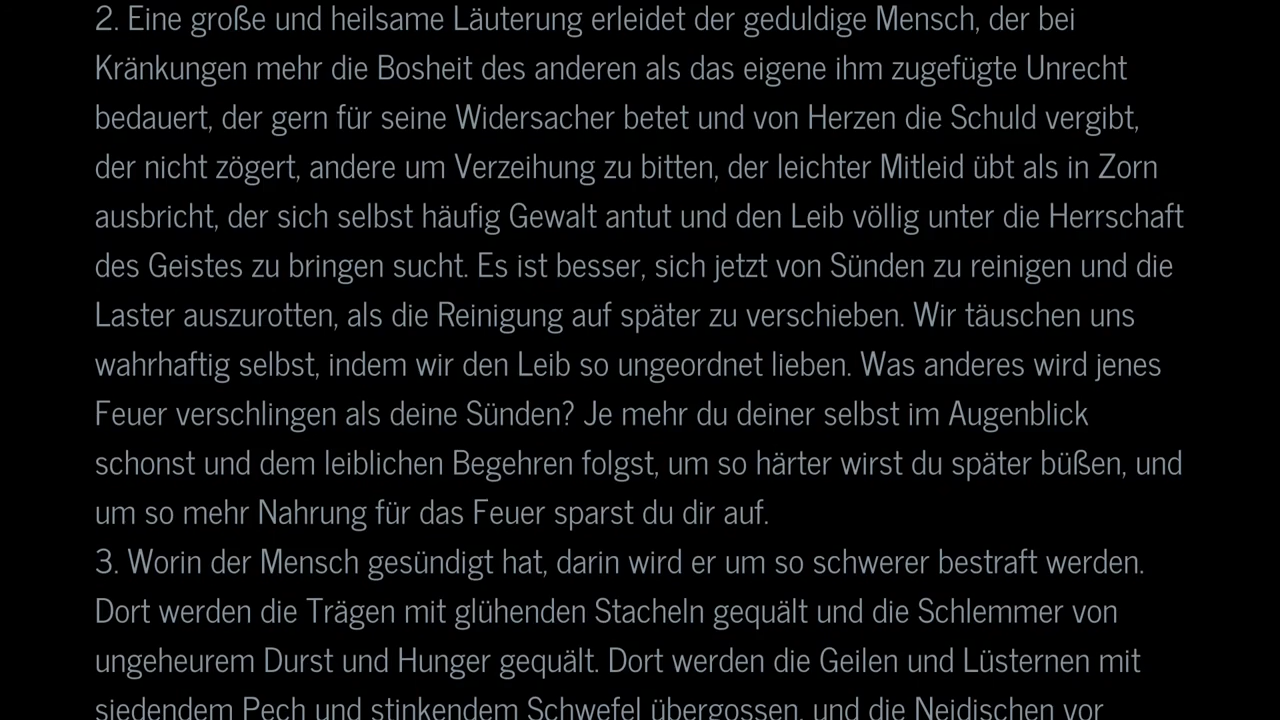 2. Eine große und heilsame Läuterung erleidet der geduldige Mensch, der bei
Kränkungen mehr die Bosheit des anderen als das eigene ihm zugefügte Unrecht
bedauert, der gern für seine Widersacher betet und von Herzen die Schuld vergibt,
der nicht zögert, andere um Verzeihung zu bitten, der leichter Mitleid übt als in Zorn
ausbricht, der sich selbst häufig Gewalt antut und den Leib völlig unter die Herrschaft
des Geistes zu bringen sucht. Es ist besser, sich jetzt von Sünden zu reinigen und die
Laster auszurotten, als die Reinigung auf später zu verschieben. Wir täuschen uns
wahrhaftig selbst, indem wir den Leib so ungeordnet lieben. Was anderes wird jenes
Feuer verschlingen als deine Sünden? Je mehr du deiner selbst im Augenblick
schonst und dem leiblichen Begehren folgst, um so härter wirst du später büßen, und
um so mehr Nahrung für das Feuer sparst du dir auf.
3. Worin der Mensch gesündigt hat, darin wird er um so schwerer bestraft werden.
Dort werden die Trägen mit glühenden Stacheln gequält und die Schlemmer von
ungeheurem Durst und Hunger gequält. Dort werden die Geilen und Lüsternen mit
siedendem Pech und stinkendem Schwefel übergossen, und die Neidischen vor